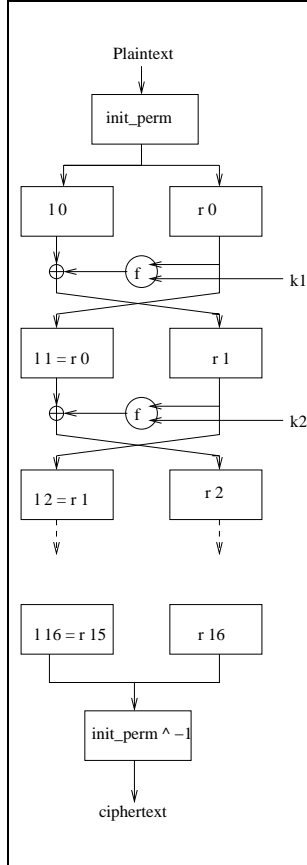 Plaintext
init_perm
l 0
r 0
f
k1
l 1 = r 0
r 1
f
k2
l 2 = r 1
r 2
l 16 = r 15
r 16
init_perm ^ −1
ciphertext